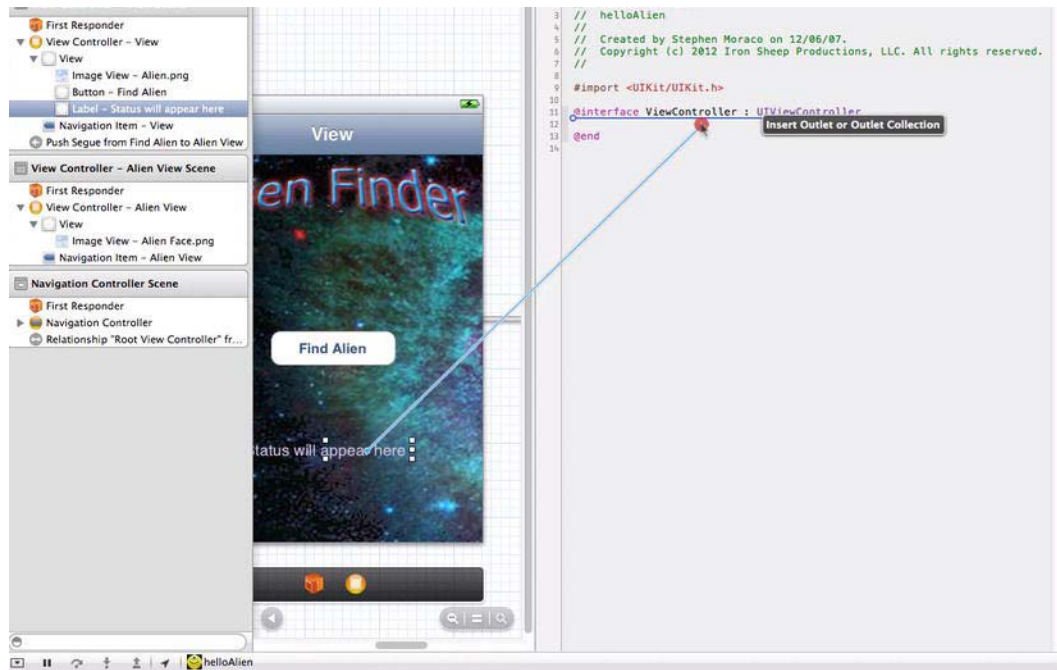 First Responder
View Controller – View
View
Image View – Alien.png
Button – Find Alien
Label – Status will appear here
Navigation Item – View
Push Segue from Find Alien to Alien View
View Controller – Alien View Scene
First Responder
View Controller – Alien View
View
Image View – Alien Face.png
Navigation Item – Alien View
Navigation Controller Scene
First Responder
Navigation Controller
Relationship "Root View Controller" fr...
helloAlien
View
en Finder
Find Alien
tatus will appear here
3 // helloAlien
4 //
5 // Created by Stephen Moraco on 12/06/07.
6 // Copyright (c) 2012 Iron Sheep Productions, LLC. All rights reserved.
7 //
8
9 #import <UIKit/UIKit.h>
10
11 @interface ViewController : UIViewController
12
Insert Outlet or Outlet Collection
13 @end
14